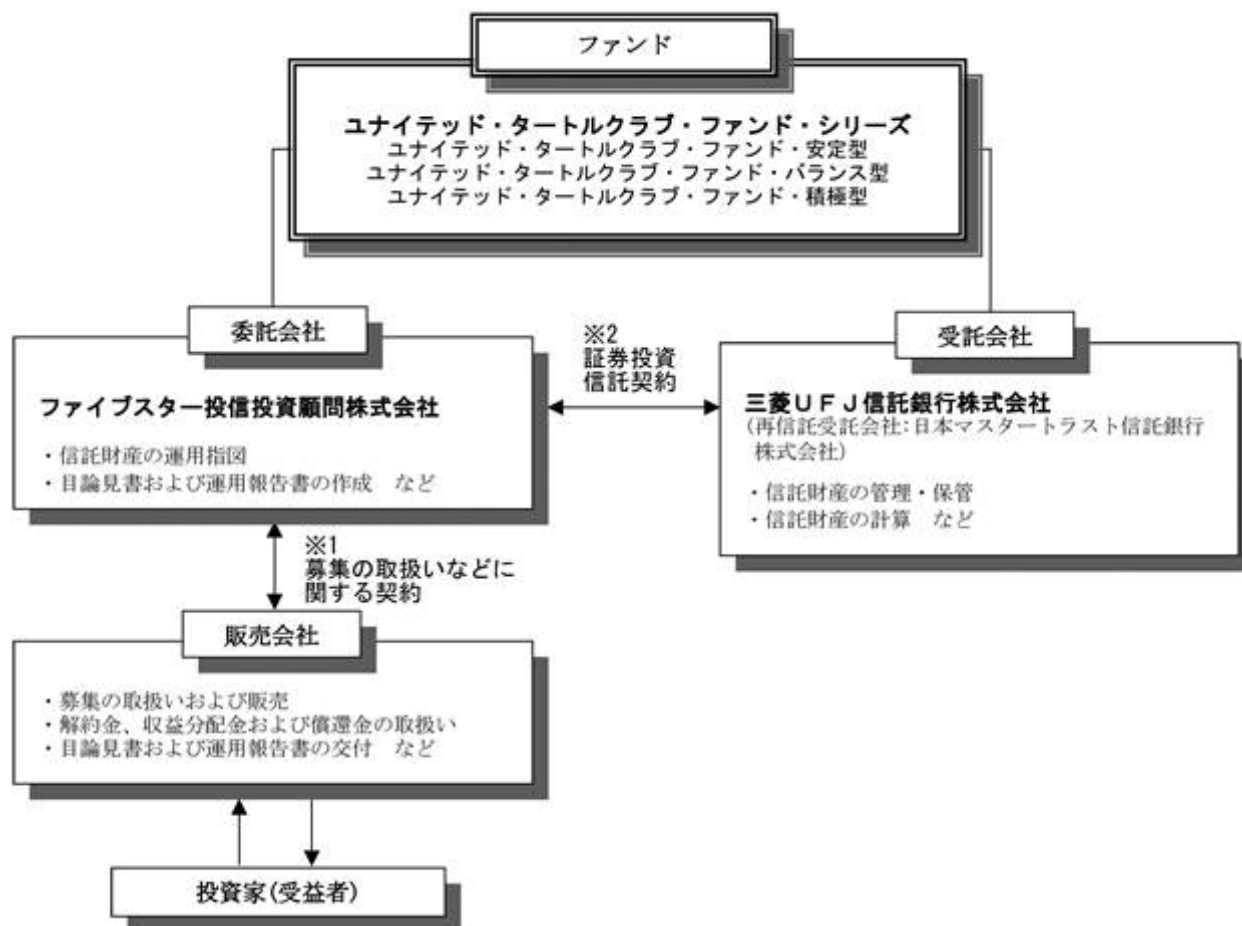 ファンド
ユナイテッド・タートルクラブ・ファンド・シリーズ
ユナイテッド・タートルクラブ・ファンド・安定型
ユナイテッド・タートルクラブ・ファンド・バランス型
ユナイテッド・タートルクラブ・ファンド・積極型
委託会社
ファイブスター投信投資顧問株式会社
・信託財産の運用指図
・目論見書および運用報告書の作成　など
※2
証券投資
信託契約
受託会社
三菱ＵＦＪ信託銀行株式会社
(再信託受託会社:日本マスタートラスト信託銀行
株式会社)
・信託財産の管理・保管
・信託財産の計算　など
※1
募集の取扱いなどに
関する契約
販売会社
・募集の取扱いおよび販売
・解約金、収益分配金および償還金の取扱い
・目論見書および運用報告書の交付　など
投資家(受益者)